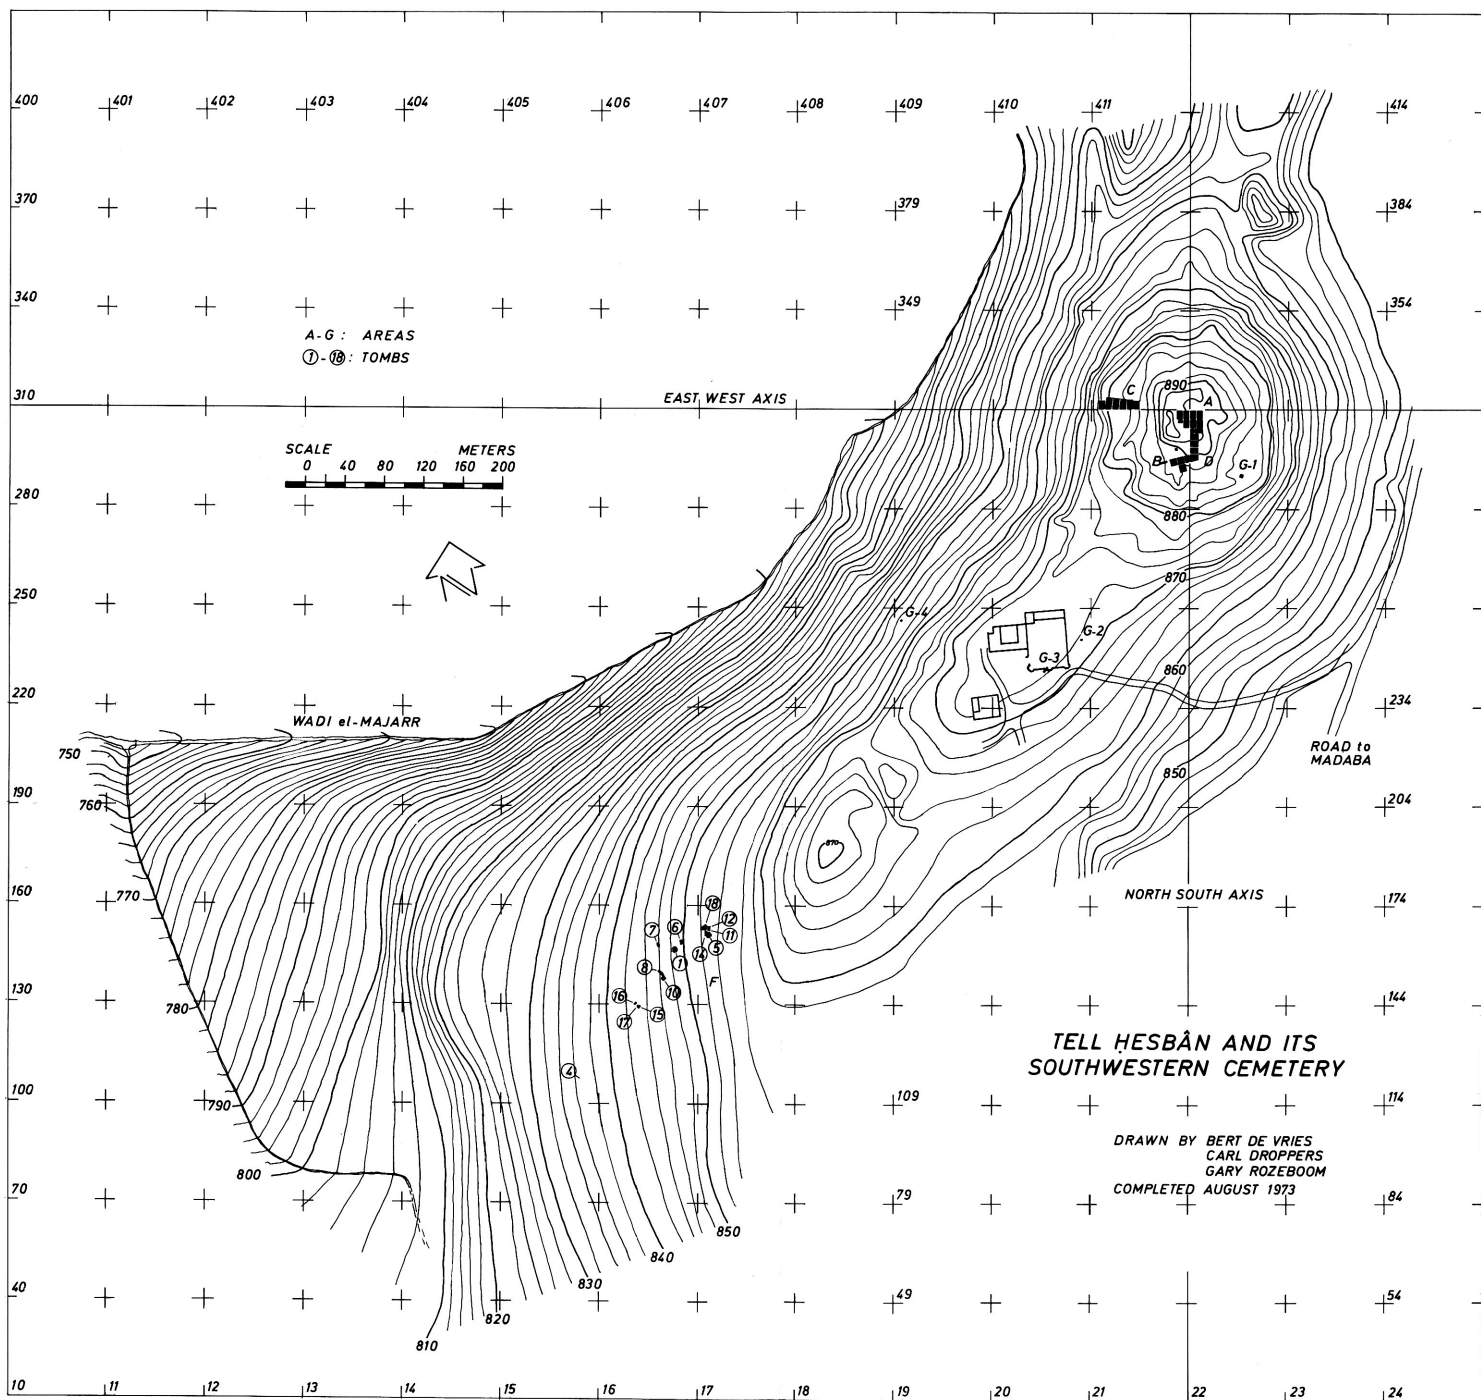 400 401 402 403 404 405 406 407 408 409 410 411 414
370 379 384
340 349 354
A-G : AREAS
①-⑱ : TOMBS
310 EAST WEST AXIS
890
C A
B D G-1
SCALE METERS
0 40 80 120 160 200
280 880
870
250
G-4
G-2
G-3
860
220 234
WADI el-MAJARR
ROAD to
MADABA
750
850
760
190 204
870
770
160 174
NORTH SOUTH AXIS
⑱
⑫
⑦ ⑥ ⑪
⑭ ⑤
⑧ ①
F
⑯ ⑩
⑰ ⑮
130 144
780
TELL ḤESBÂN AND ITS
SOUTHWESTERN CEMETERY
④
100 109 114
790
DRAWN BY BERT DE VRIES
CARL DROPPERS
GARY ROZEBOOM
COMPLETED AUGUST 1973
800
70 79 84
850
840
830
40 49 54
820
810
10 11 12 13 14 15 16 17 18 19 20 21 22 23 24